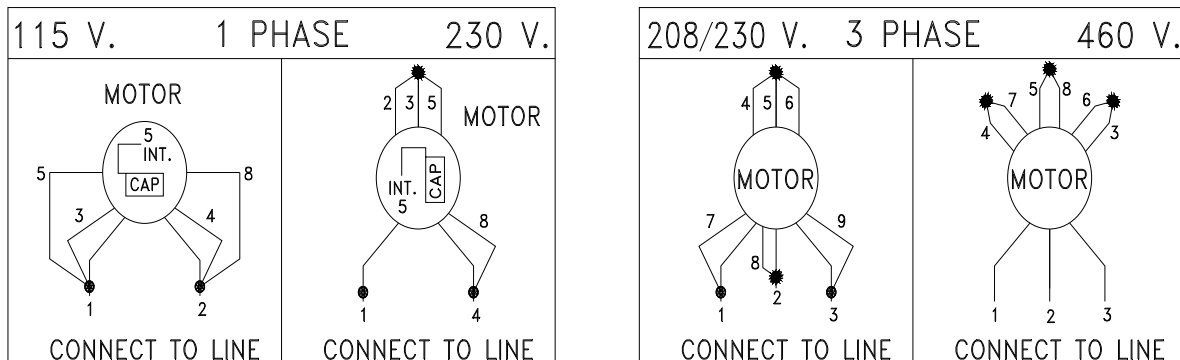 115 V. 1 PHASE 230 V.
MOTOR
5
INT.
CAP
5 8
3 4
1 2
CONNECT TO LINE
2 3 5
MOTOR
CAP
INT.
5
8
1 4
CONNECT TO LINE
208/230 V. 3 PHASE 460 V.
4 5 6
MOTOR
7 9
8
1 2 3
CONNECT TO LINE
5 8
7 6
4 3
MOTOR
1 2 3
CONNECT TO LINE